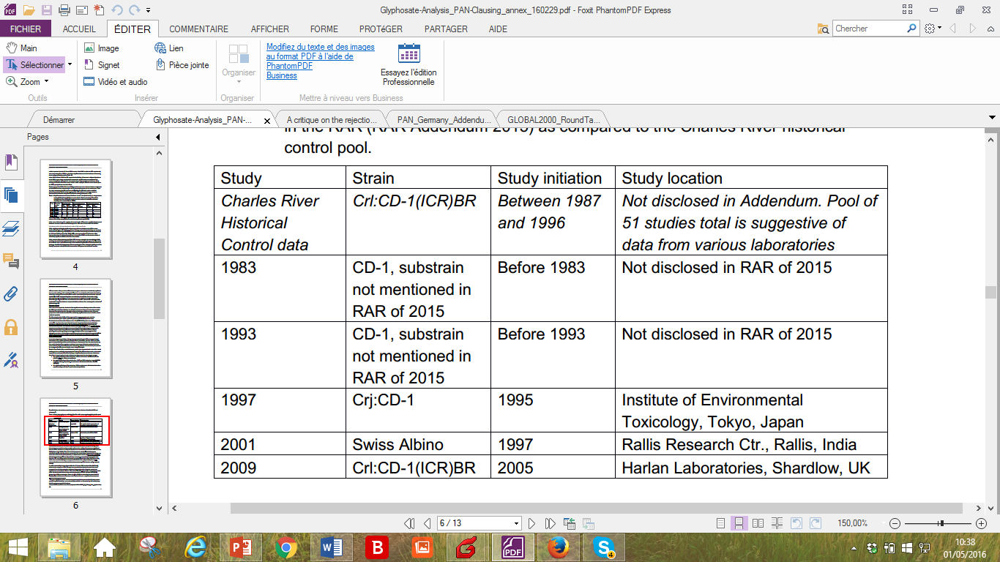 Glyphosate-Analysis_PAN-Clausing_annex_160229.pdf - Foxit PhantomPDF Express
FICHIER ACCUEIL ÉDITER COMMENTAIRE AFFICHER FORME PROTéGER PARTAGER AIDE
Chercher
Main
Sélectionner
Zoom
Outils
Image
Signet
Vidéo et audio
Lien
Pièce jointe
Insérer
Organiser
Organiser
Modifiez du texte et des images
au format PDF à l'aide de
PhantomPDF
Business
Essayez l'édition
Professionnelle
Mettre à niveau vers Business
Démarrer
Glyphosate-Analysis_PAN-...
A critique on the rejectio...
PAN_Germany_Addendu...
GLOBAL2000_RoundTa...
Pages
4
5
6
in the RAR (RAR Addendum 2015) as compared to the Charles River historical
control pool.
Study Strain Study initiation Study location
Charles River Crl:CD-1(ICR)BR Between 1987 Not disclosed in Addendum. Pool of
Historical and 1996 51 studies total is suggestive of
Control data data from various laboratories
1983 CD-1, substrain Before 1983 Not disclosed in RAR of 2015
not mentioned in
RAR of 2015
1993 CD-1, substrain Before 1993 Not disclosed in RAR of 2015
not mentioned in
RAR of 2015
1997 Crj:CD-1 1995 Institute of Environmental
Toxicology, Tokyo, Japan
2001 Swiss Albino 1997 Rallis Research Ctr., Rallis, India
2009 Crl:CD-1(ICR)BR 2005 Harlan Laboratories, Shardlow, UK
6 / 13
150,00%
10:38
01/05/2016